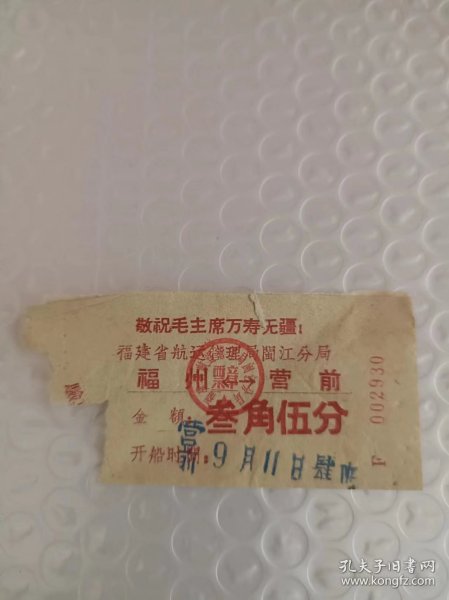 敬祝毛主席万寿无疆！
福建省航运管理局闽江分局
福州 营前
金额：叁角伍分
开船时间：9月11日
F 002930
孔夫子旧书网
www.kongfz.com